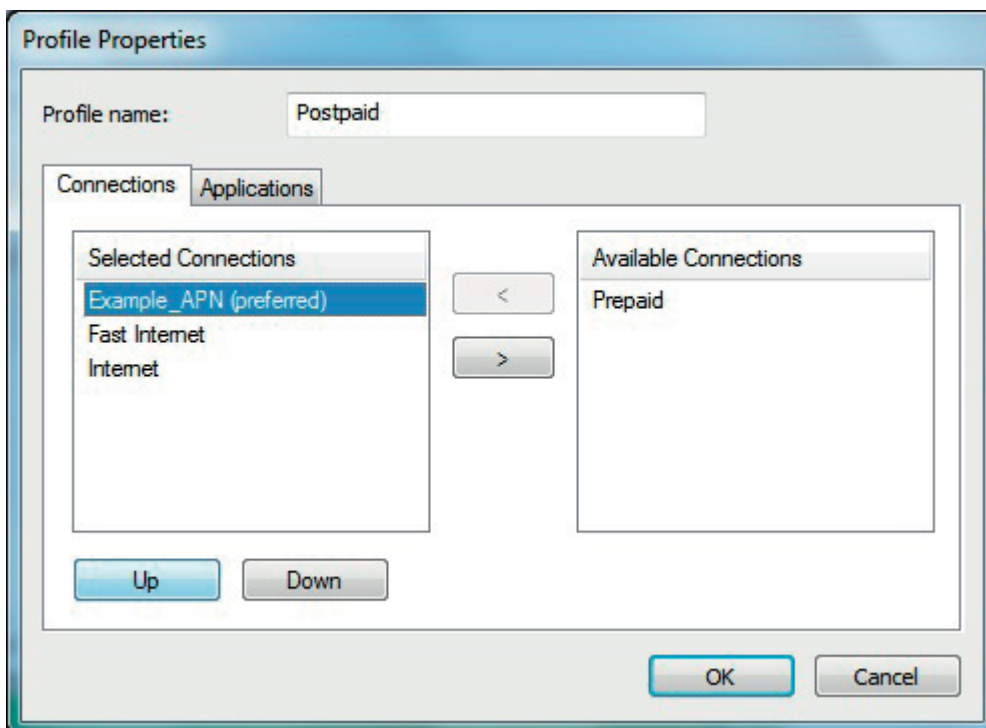 Profile Properties
Profile name:
Postpaid
Connections
Applications
Selected Connections
Example_APN (preferred)
Fast Internet
Internet
<
>
Available Connections
Prepaid
Up
Down
OK
Cancel